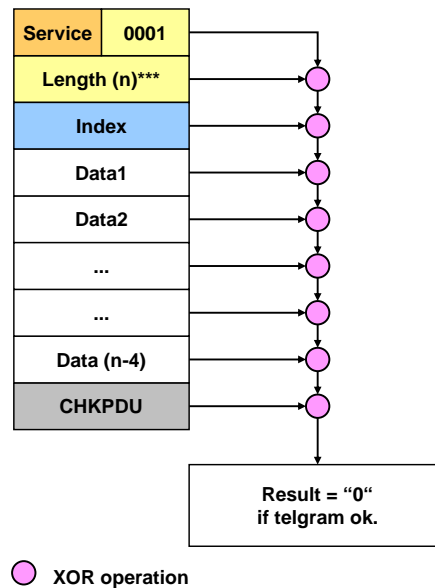 Service 0001
Length (n)***
Index
Data1
Data2
...
...
Data (n-4)
CHKPDU
Result = “0“
if telgram ok.
XOR operation